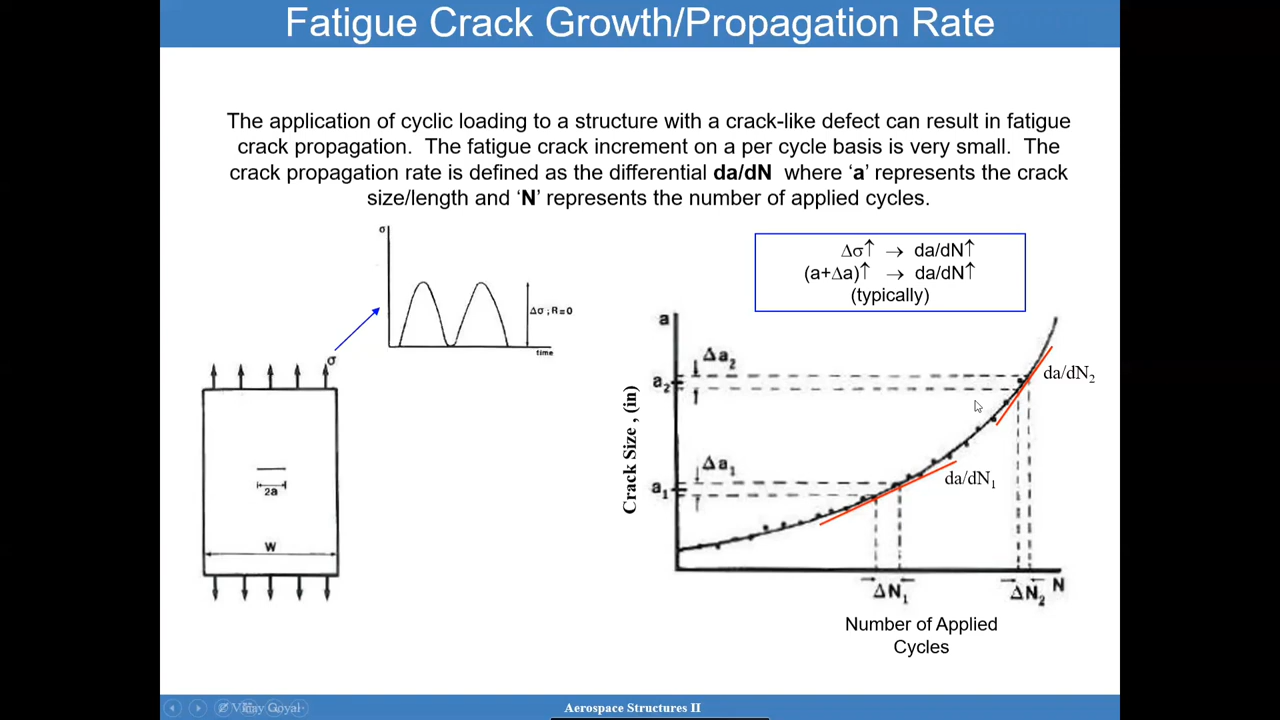 Fatigue Crack Growth/Propagation Rate
The application of cyclic loading to a structure with a crack-like defect can result in fatigue
crack propagation. The fatigue crack increment on a per cycle basis is very small. The
crack propagation rate is defined as the differential da/dN where ‘a’ represents the crack
size/length and ‘N’ represents the number of applied cycles.
σ
Δσ ; R=0
time
σ
2a
W
Δσ↑ → da/dN↑
(a+Δa)↑ → da/dN↑
(typically)
a
Δa₂
a₂
da/dN₂
Crack Size , (in)
Δa₁
a₁
da/dN₁
ΔN₁
ΔN₂
N
Number of Applied
Cycles
Vijay Goyal
Aerospace Structures II